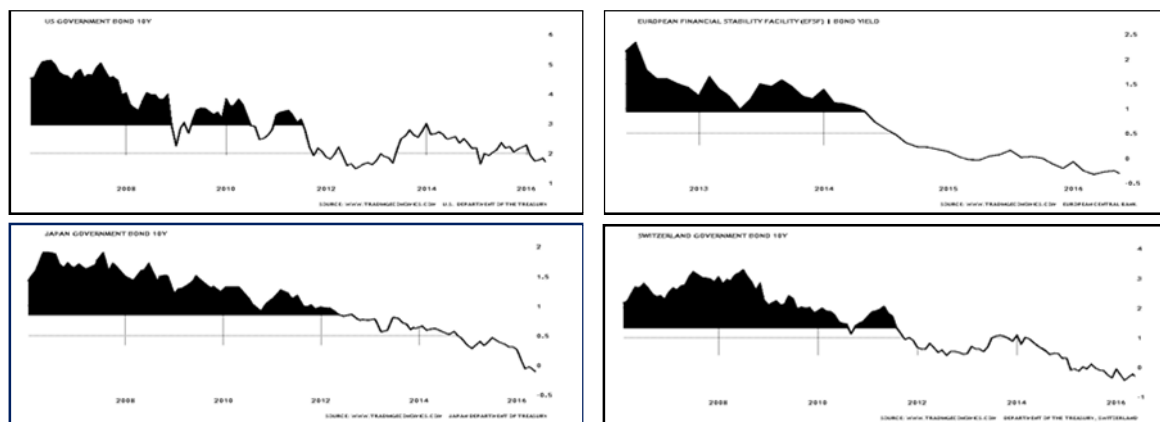 US GOVERNMENT BOND 10Y
6
5
4
3
2
1
2008 2010 2012 2014 2016
SOURCE: WWW.TRADINGECONOMICS.COM U.S. DEPARTMENT OF THE TREASURY
EUROPEAN FINANCIAL STABILITY FACILITY (EFSF) BOND YIELD
2.5
2
1.5
1
0.5
0
-0.5
2013 2014 2015 2016
SOURCE: WWW.TRADINGECONOMICS.COM EUROPEAN CENTRAL BANK
JAPAN GOVERNMENT BOND 10Y
2
1.5
1
0.5
0
-0.5
2008 2010 2012 2014 2016
SOURCE: WWW.TRADINGECONOMICS.COM JAPAN DEPARTMENT OF TREASURY
SWITZERLAND GOVERNMENT BOND 10Y
4
3
2
1
0
-1
2008 2010 2012 2014 2016
SOURCE: WWW.TRADINGECONOMICS.COM DEPARTMENT OF THE TREASURY, SWITZERLAND